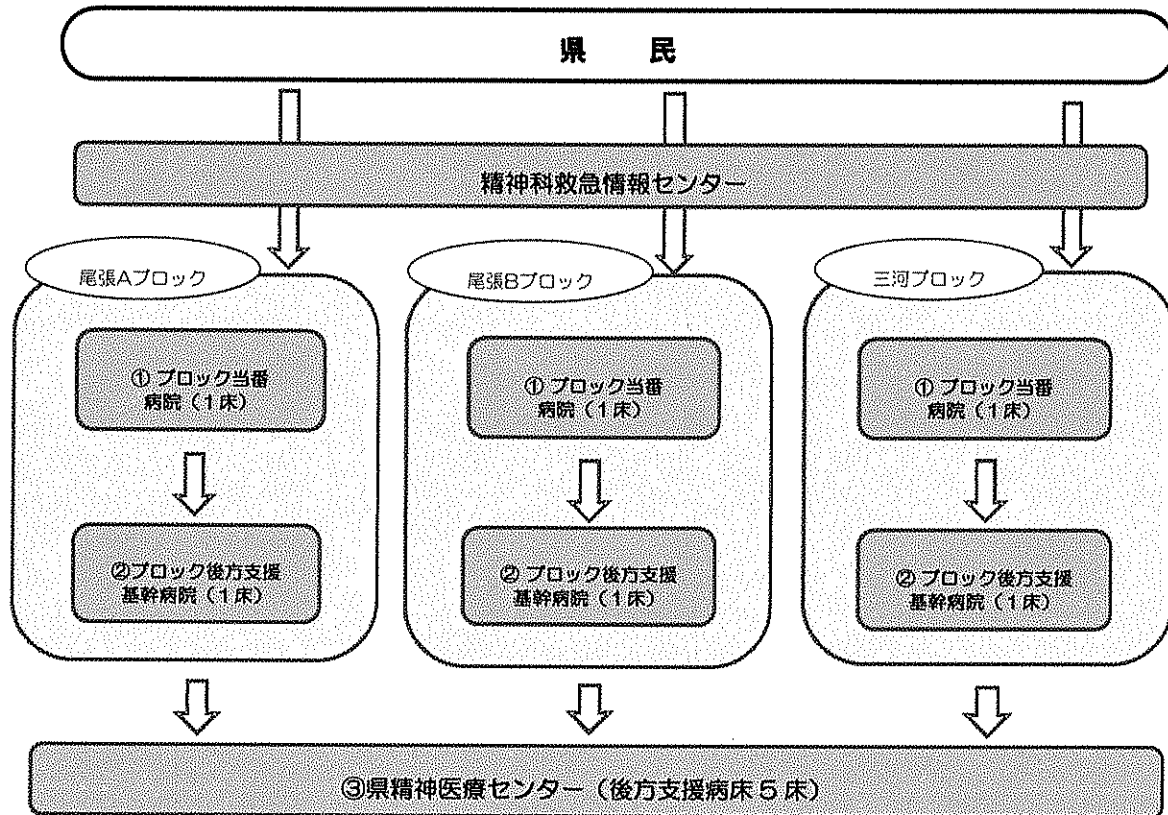 県　　民
精神科救急情報センター
尾張Aブロック
① ブロック当番
病院（１床）
②ブロック後方支援
基幹病院（１床）
尾張Bブロック
① ブロック当番
病院（１床）
② ブロック後方支援
基幹病院（１床）
三河ブロック
① ブロック当番
病院（１床）
② ブロック後方支援
基幹病院（１床）
③県精神医療センター（後方支援病床５床）